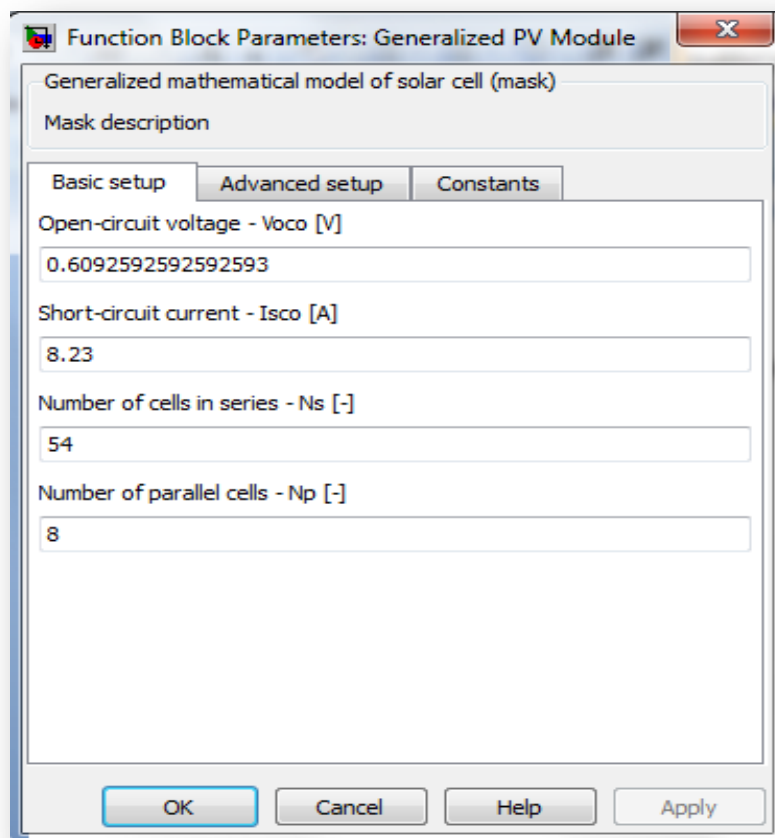 Function Block Parameters: Generalized PV Module
Generalized mathematical model of solar cell (mask)
Mask description
Basic setup Advanced setup Constants
Open-circuit voltage - Voco [V]
0.6092592592592593
Short-circuit current - Isco [A]
8.23
Number of cells in series - Ns [-]
54
Number of parallel cells - Np [-]
8
OK Cancel Help Apply